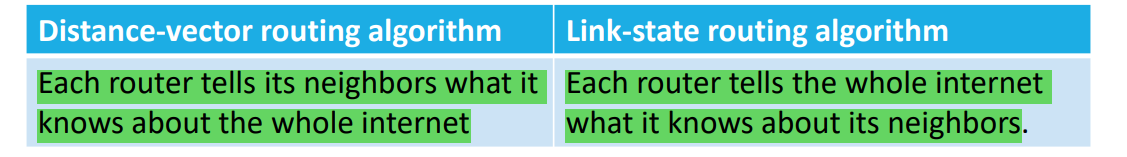 Distance-vector routing algorithm
Link-state routing algorithm
Each router tells its neighbors what it
knows about the whole internet
Each router tells the whole internet
what it knows about its neighbors.